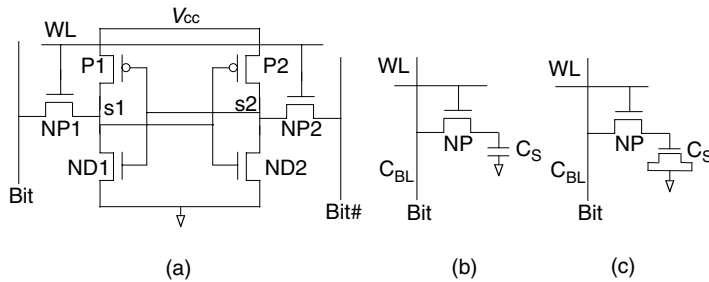 Vcc
WL
P1
P2
s1
s2
NP1
NP2
ND1
ND2
Bit
Bit#
(a)
WL
NP
CS
CBL
Bit
(b)
WL
NP
CS
CBL
Bit
(c)